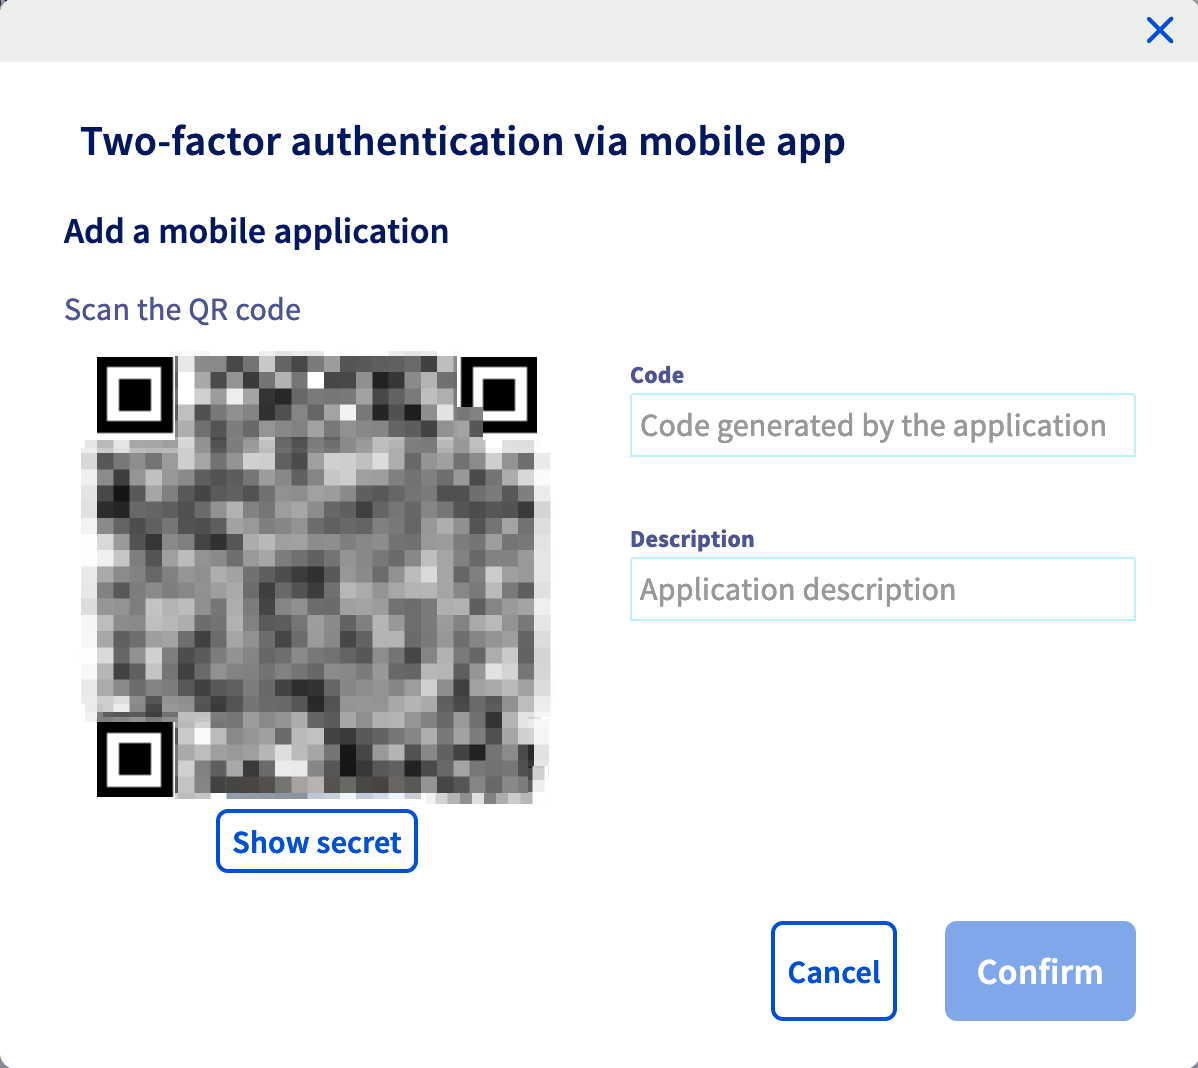 Two-factor authentication via mobile app
Add a mobile application
Scan the QR code
Code
Code generated by the application
Description
Application description
Show secret
Cancel
Confirm